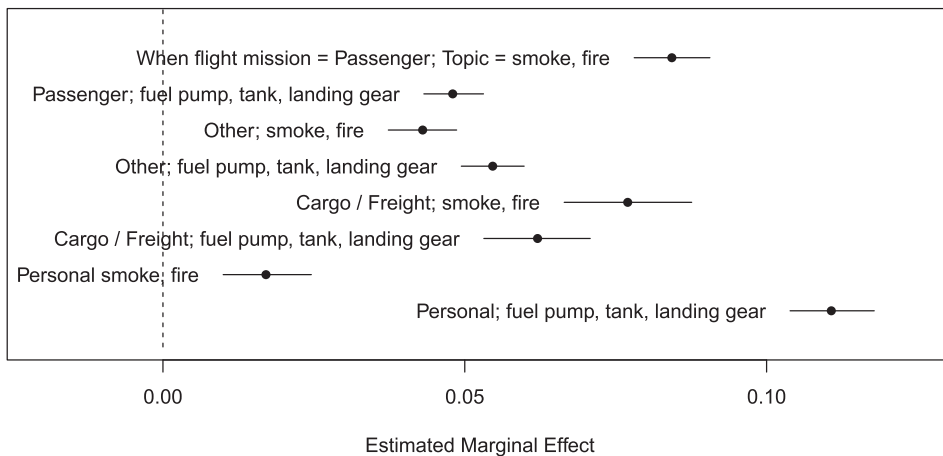 When flight mission = Passenger; Topic = smoke, fire
Passenger; fuel pump, tank, landing gear
Other; smoke, fire
Other; fuel pump, tank, landing gear
Cargo / Freight; smoke, fire
Cargo / Freight; fuel pump, tank, landing gear
Personal smoke, fire
Personal; fuel pump, tank, landing gear
0.00 0.05 0.10
Estimated Marginal Effect